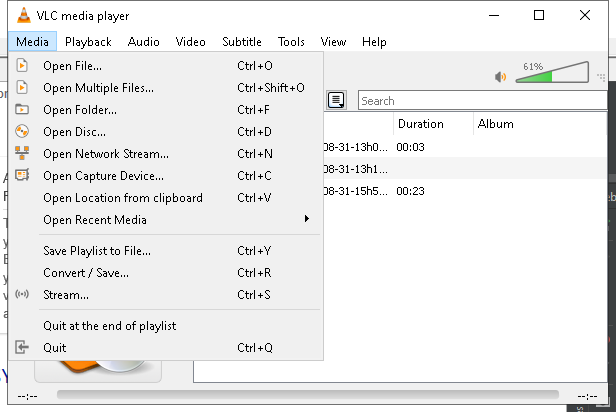 VLC media player
Media Playback Audio Video Subtitle Tools View Help
Open File... Ctrl+O
Open Multiple Files... Ctrl+Shift+O
Open Folder... Ctrl+F
Open Disc... Ctrl+D
Open Network Stream... Ctrl+N
Open Capture Device... Ctrl+C
Open Location from clipboard Ctrl+V
Open Recent Media
Save Playlist to File... Ctrl+Y
Convert / Save... Ctrl+R
Stream... Ctrl+S
Quit at the end of playlist
Quit Ctrl+Q
61%
Search
Duration Album
08-31-13h0... 00:03
08-31-13h1...
08-31-15h5... 00:23
--:-- --:--